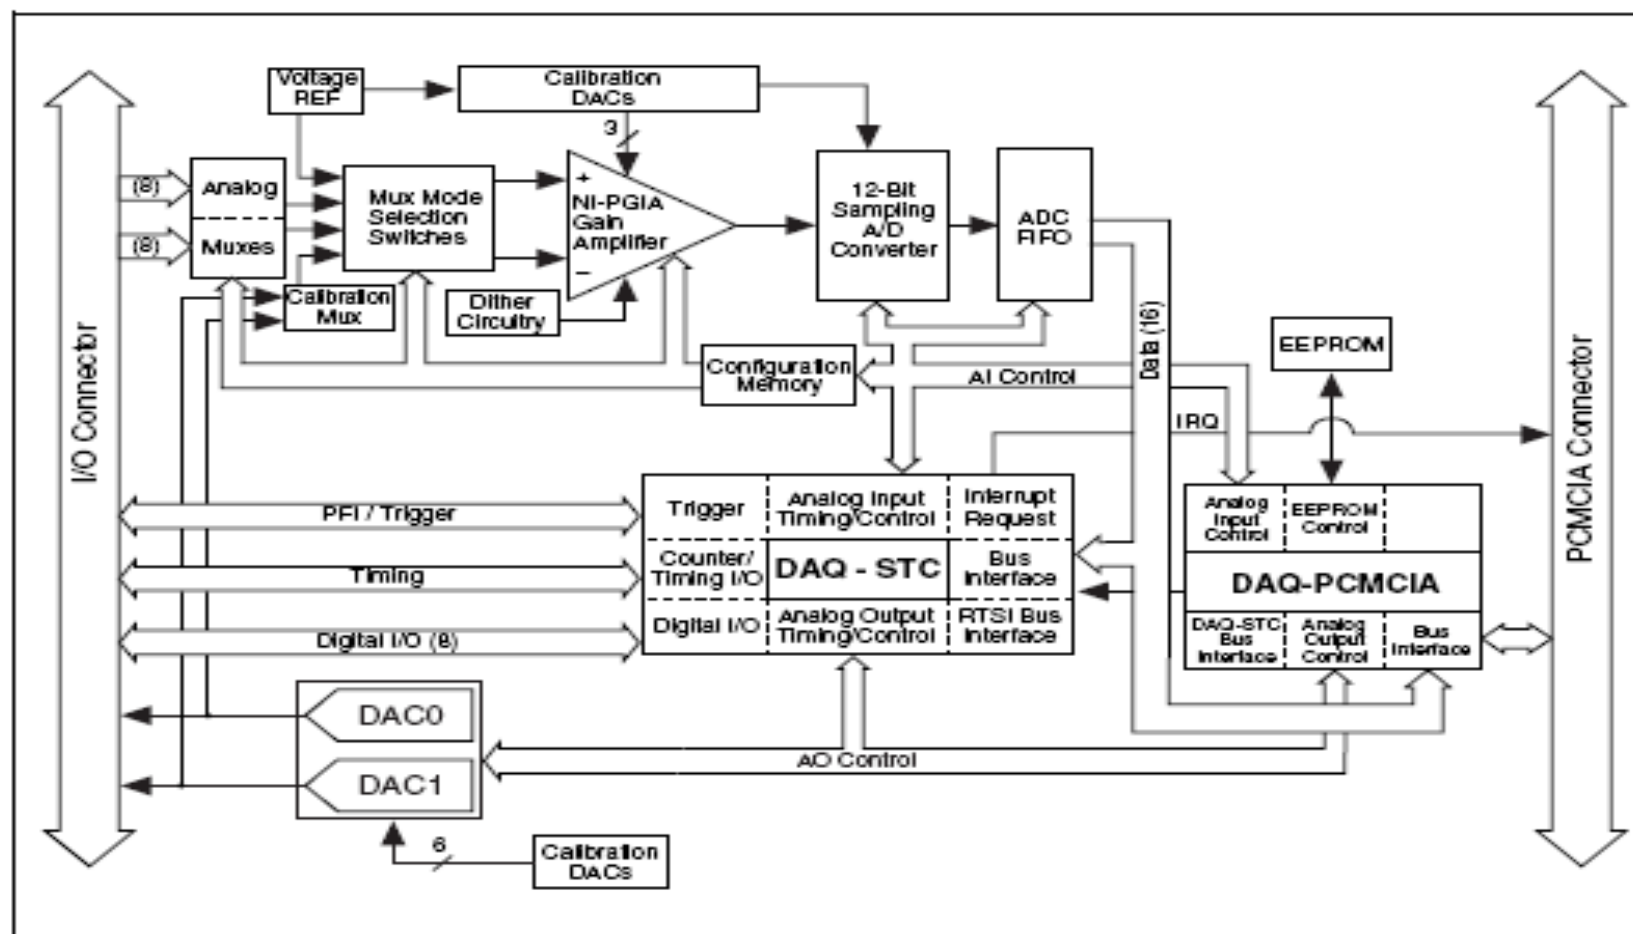 Voltage
REF
Calibration
DACs
3
(8)
(8)
Analog
Muxes
Mux Mode
Selection
Switches
+
NI-PGIA
Gain
Amplifier
−
12-Bit
Sampling
A/D
Converter
ADC
FIFO
Calibration
Mux
Dither
Circuitry
Configuration
Memory
AI Control
Data (16)
EEPROM
IRQ
I/O Connector
PCMCIA Connector
PFI / Trigger
Timing
Digital I/O (8)
Trigger
Analog Input
Timing/Control
Interrupt
Request
Counter/
Timing I/O
DAQ - STC
Bus
Interface
Digital I/O
Analog Output
Timing/Control
RTSI Bus
Interface
Analog
Input
Control
EEPROM
Control
DAQ-PCMCIA
DAQ-STC
Bus
Interface
Analog
Output
Control
Bus
Interface
DAC0
DAC1
AO Control
6
Calibration
DACs